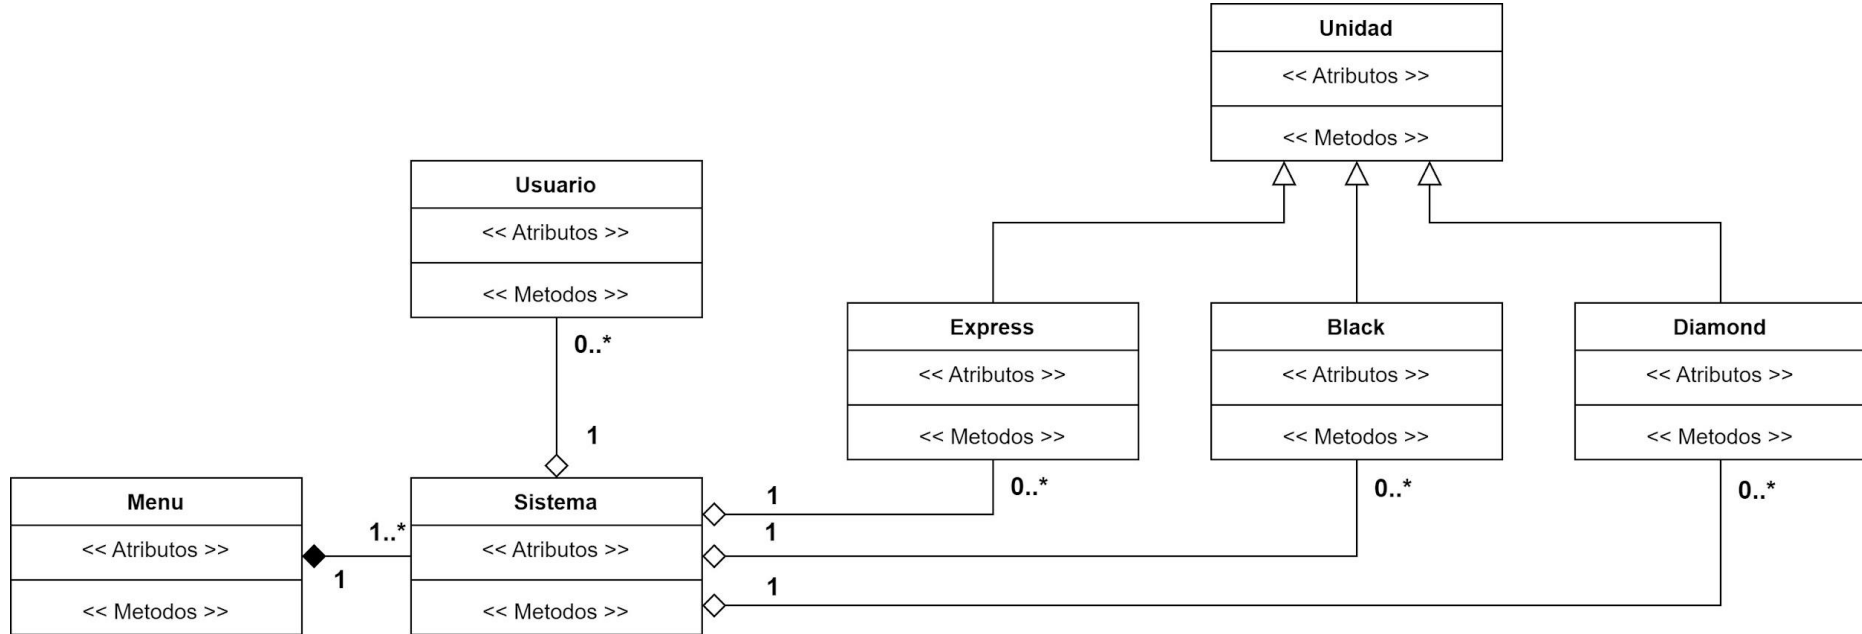 Unidad
<< Atributos >>
<< Metodos >>
Usuario
<< Atributos >>
<< Metodos >>
0..*
1
Express
<< Atributos >>
<< Metodos >>
0..*
Black
<< Atributos >>
<< Metodos >>
0..*
Diamond
<< Atributos >>
<< Metodos >>
0..*
Menu
<< Atributos >>
<< Metodos >>
1
1..*
Sistema
<< Atributos >>
<< Metodos >>
1
1
1